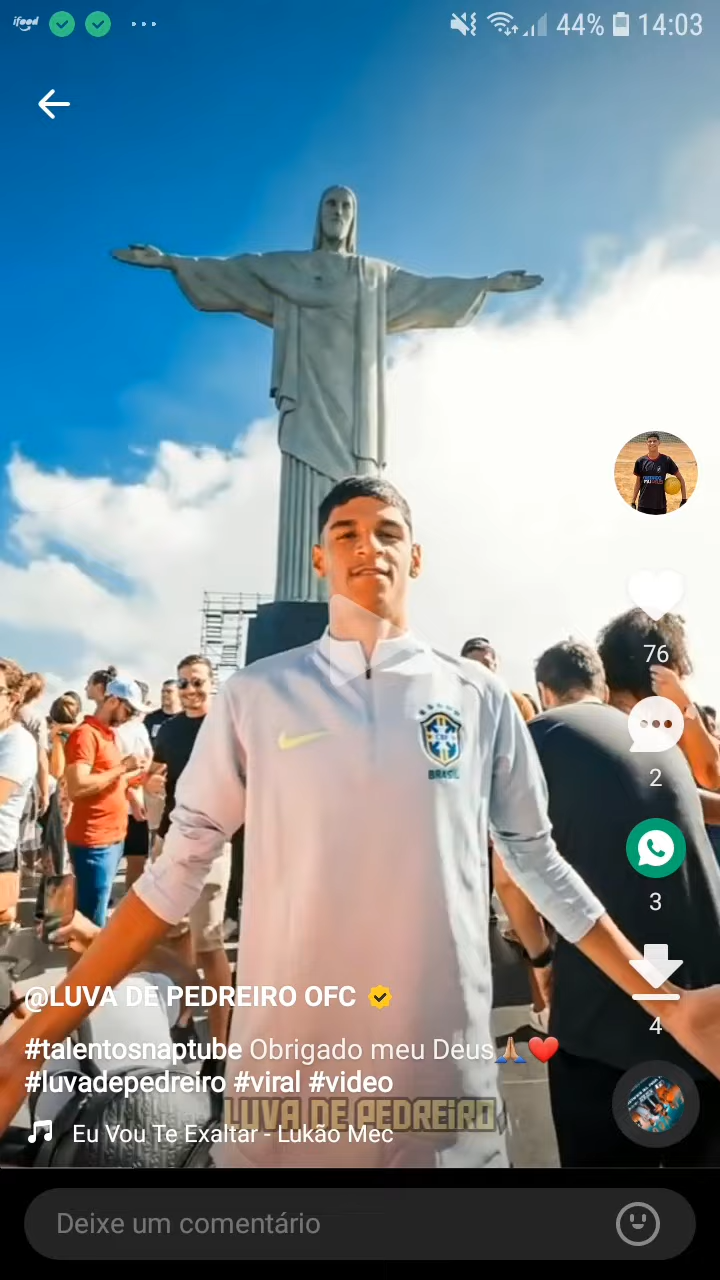 ifood
44% 14:03
BRASIL
76
2
3
@LUVA DE PEDREIRO OFC
4
#talentosnaptube Obrigado meu Deus🙏🏽❤️
#luvadepedreiro #viral #video
LUVA DE PEDREIRO
Eu Vou Te Exaltar - Lukão Mec
Deixe um comentário